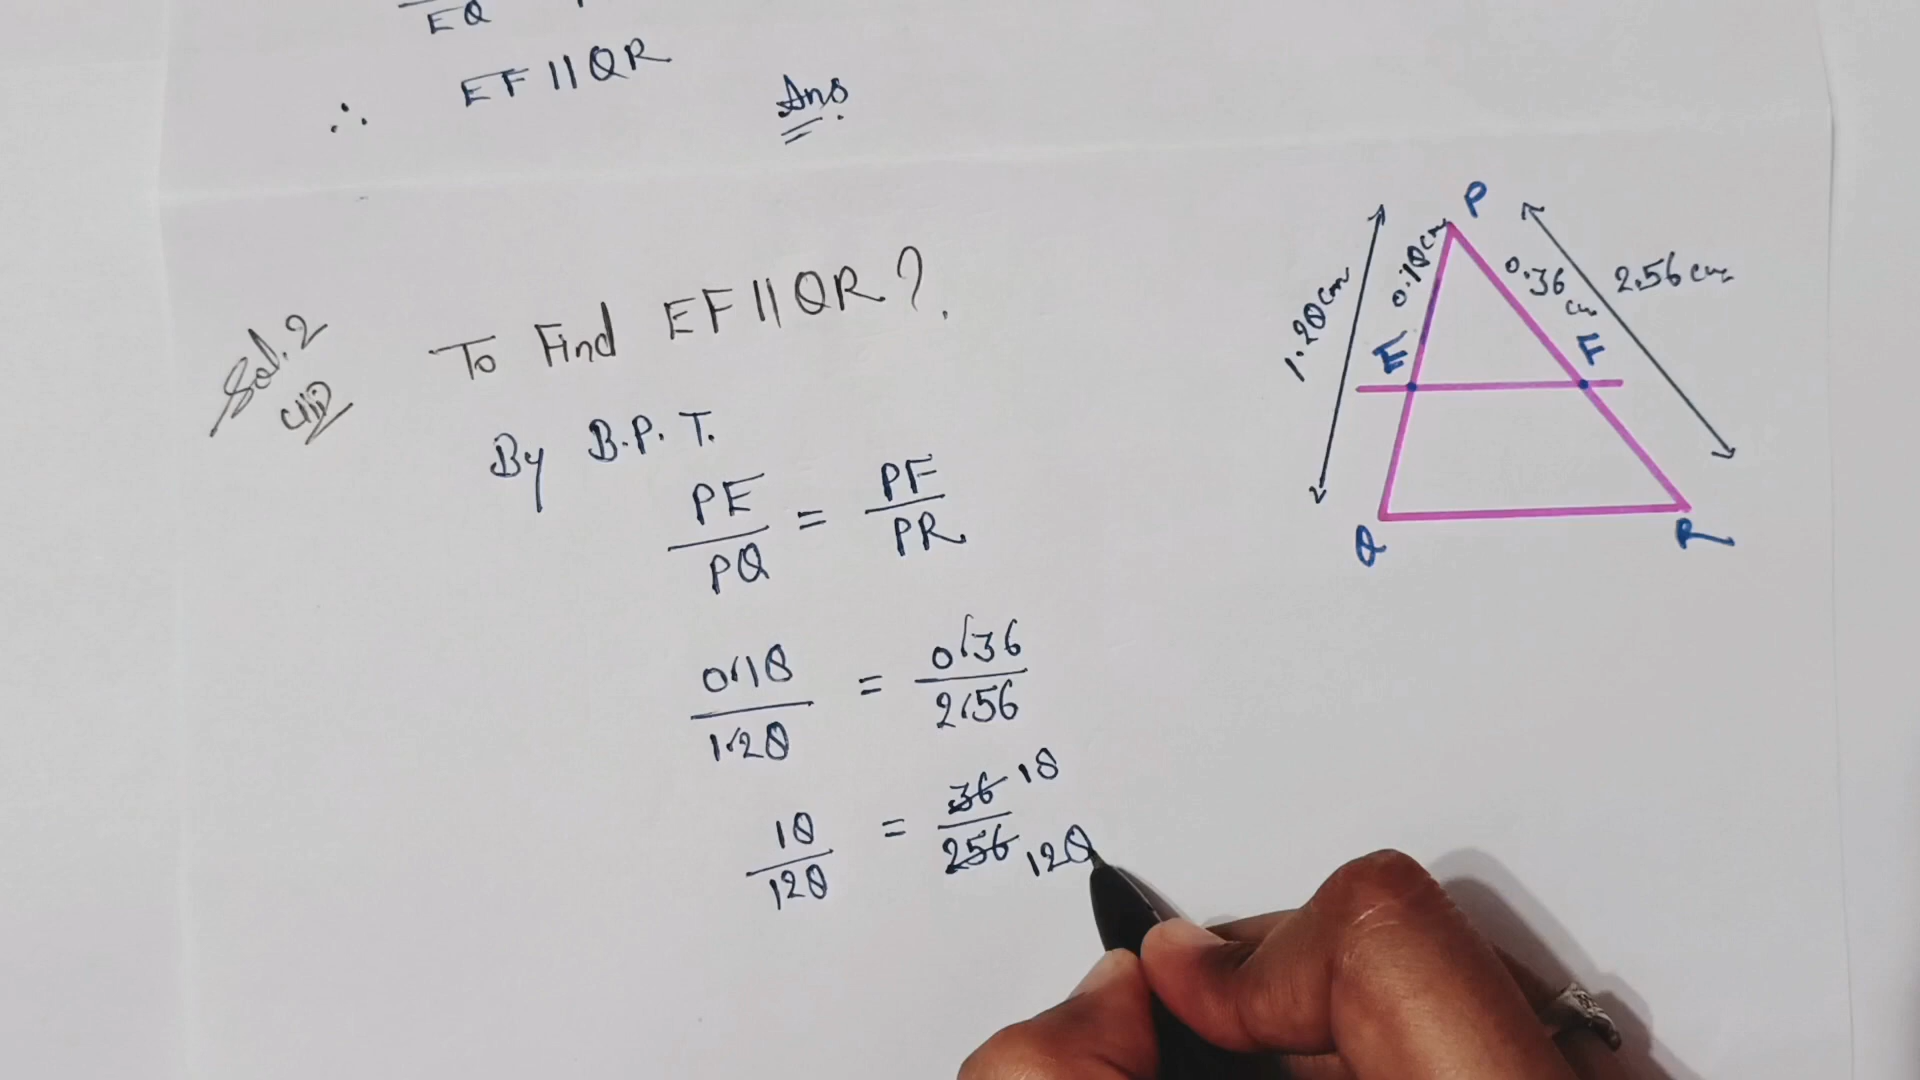 EQ
∴ EF || QR
Ans.
Sol. 2
(iii)
To Find EF || QR ?.
By B.P.T.
PE/PQ = PF/PR
0.18/1.28 = 0.36/2.56
18/128 = 36/256 18 128
P
1.28 cm
0.18 cm
0.36 cm
2.56 cm
E
F
Q
R